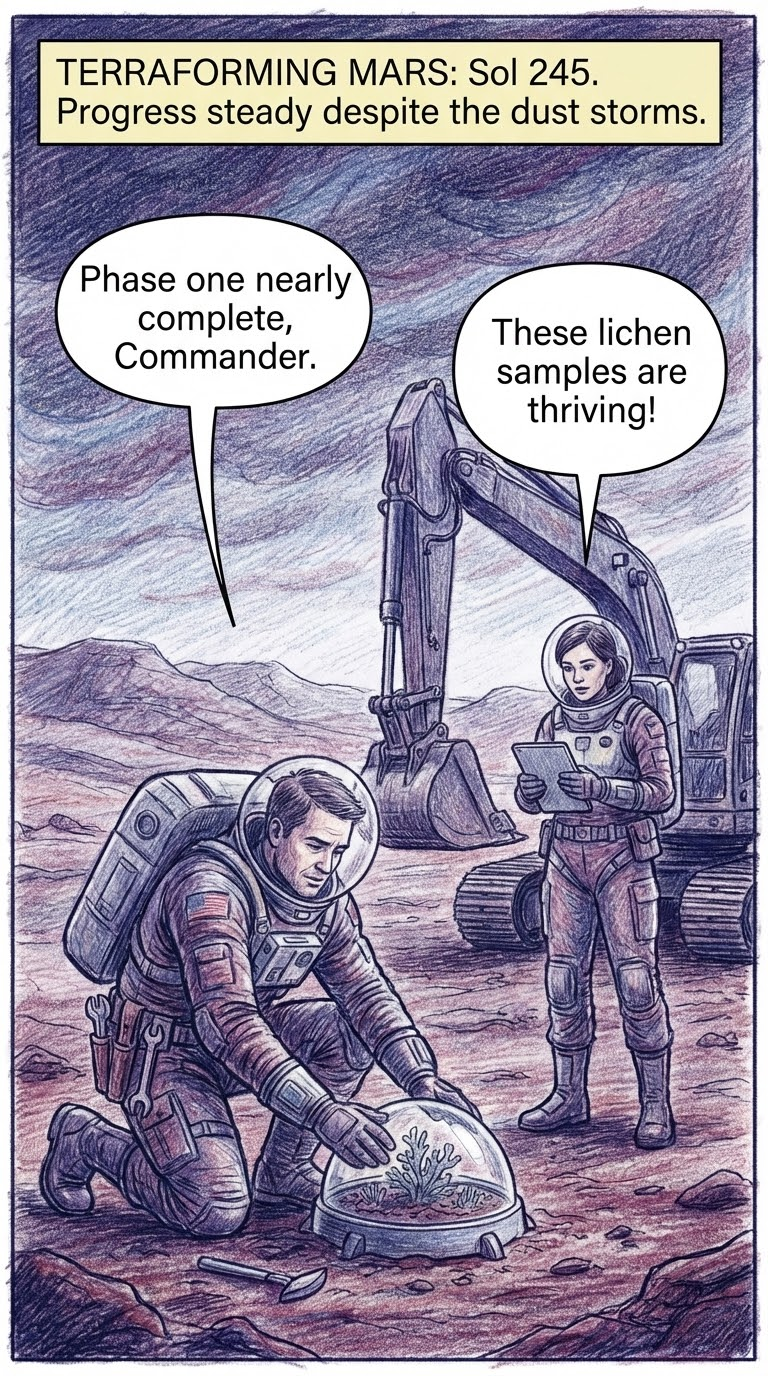 TERRAFORMING MARS: Sol 245.
Progress steady despite the dust storms.
Phase one nearly
complete,
Commander.
These lichen
samples are
thriving!